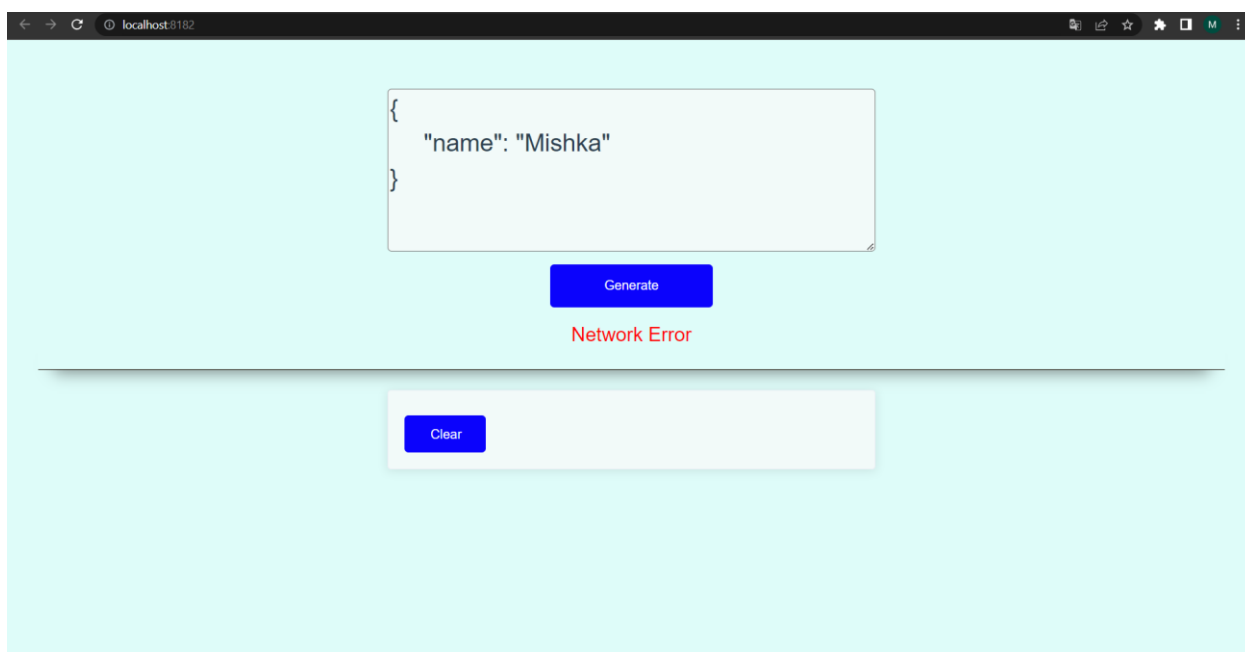 localhost:8182
M
{
"name": "Mishka"
}
Generate
Network Error
Clear